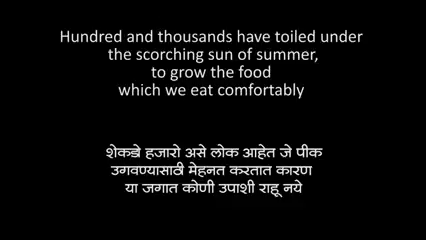 Hundred and thousands have toiled under
the scorching sun of summer,
to grow the food
which we eat comfortably
शेकडे हजारो असे लोक आहेत जे पीक
उगवण्यासाठी मेहनत करतात कारण
या जगात कोणी उपाशी राहू नये